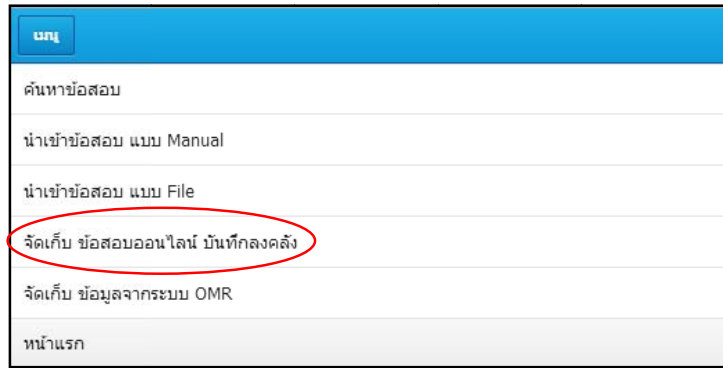 เมนู
ค้นหาข้อสอบ
นำเข้าข้อสอบ แบบ Manual
นำเข้าข้อสอบ แบบ File
จัดเก็บ ข้อสอบออนไลน์ บันทึกลงคลัง
จัดเก็บ ข้อมูลจากระบบ OMR
หน้าแรก